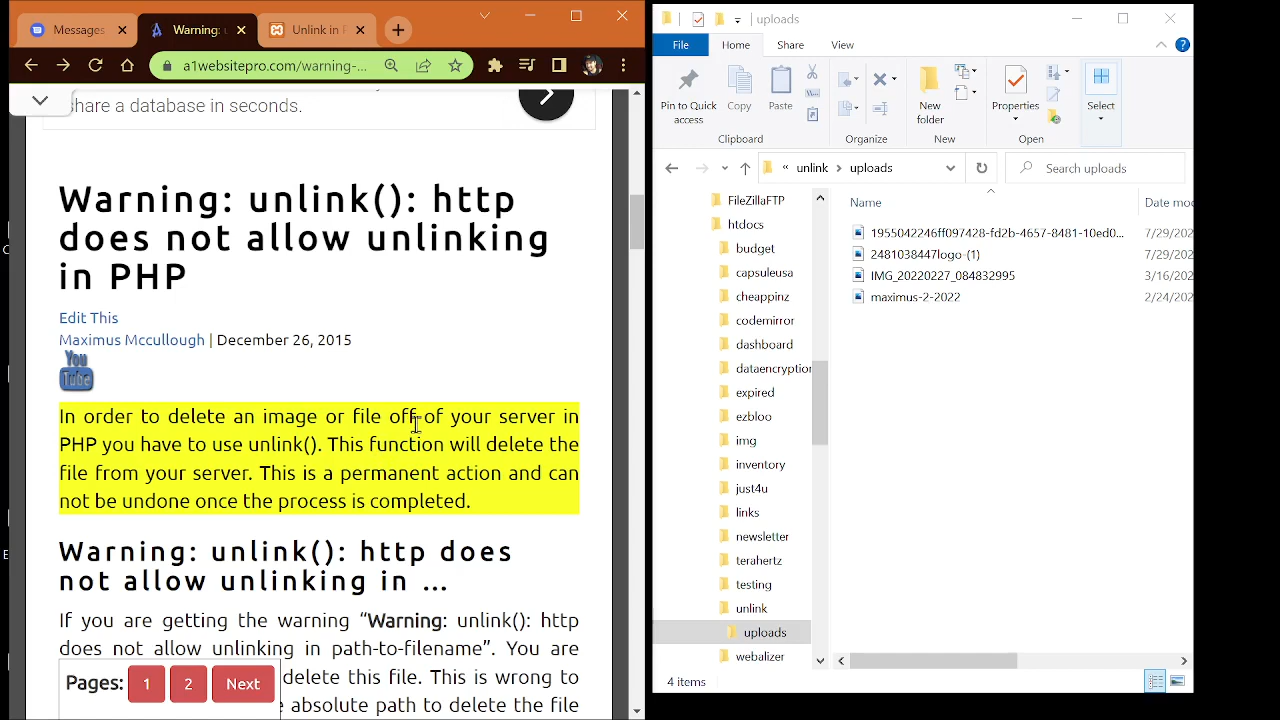 Messages
Warning: u
Unlink in P
a1websitepro.com/warning-...
share a database in seconds.
Warning: unlink(): http
does not allow unlinking
in PHP
Edit This
Maximus Mccullough | December 26, 2015
You
Tube
In order to delete an image or file off of your server in
PHP you have to use unlink(). This function will delete the
file from your server. This is a permanent action and can
not be undone once the process is completed.
Warning: unlink(): http does
not allow unlinking in ...
If you are getting the warning “Warning: unlink(): http
does not allow unlinking in path-to-filename”. You are
delete this file. This is wrong to
absolute path to delete the file
Pages: 1 2 Next
uploads
File Home Share View
Pin to Quick
access
Copy
Paste
New
folder
Properties
Select
Clipboard
Organize
New
Open
« unlink > uploads
Search uploads
FileZillaFTP
htdocs
budget
capsuleusa
cheappinz
codemirror
dashboard
dataencryption
expired
ezbloo
img
inventory
just4u
links
newsletter
terahertz
testing
unlink
uploads
webalizer
Name Date mo
1955042246ff097428-fd2b-4657-8481-10ed0... 7/29/202
2481038447logo-(1) 7/29/202
IMG_20220227_084832995 3/16/202
maximus-2-2022 2/24/202
4 items